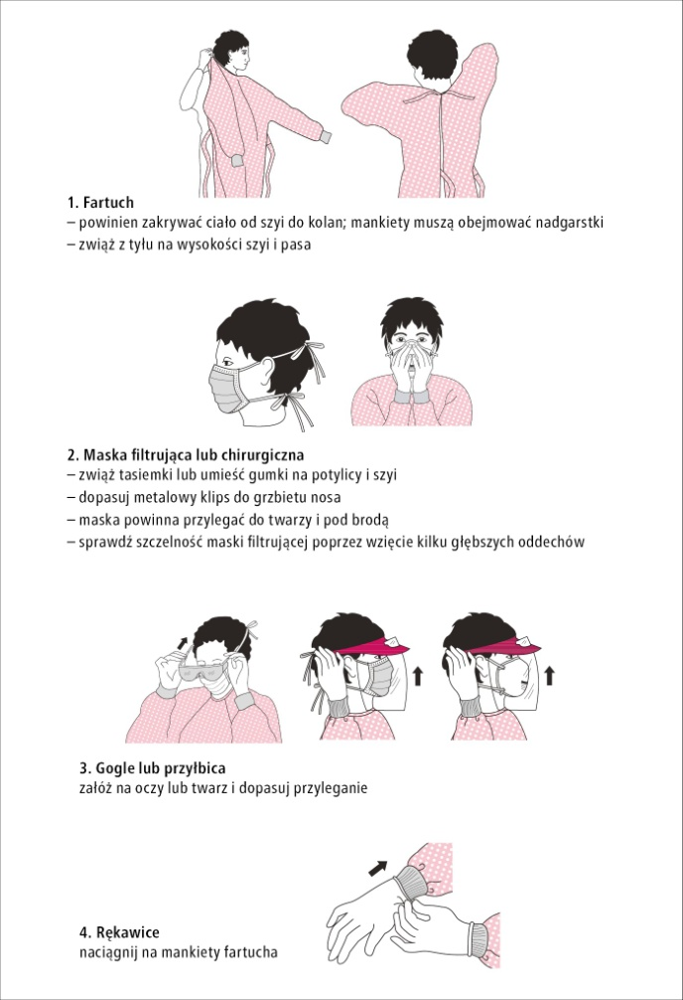 1. Fartuch
– powinien zakrywać ciało od szyi do kolan; mankiety muszą obejmować nadgarstki
– zwiąż z tyłu na wysokości szyi i pasa
2. Maska filtrująca lub chirurgiczna
– zwiąż tasiemki lub umieść gumki na potylicy i szyi
– dopasuj metalowy klips do grzbietu nosa
– maska powinna przylegać do twarzy i pod brodą
– sprawdź szczelność maski filtrującej poprzez wzięcie kilku głębszych oddechów
3. Gogle lub przyłbica
załóż na oczy lub twarz i dopasuj przyleganie
4. Rękawice
naciągnij na mankiety fartucha